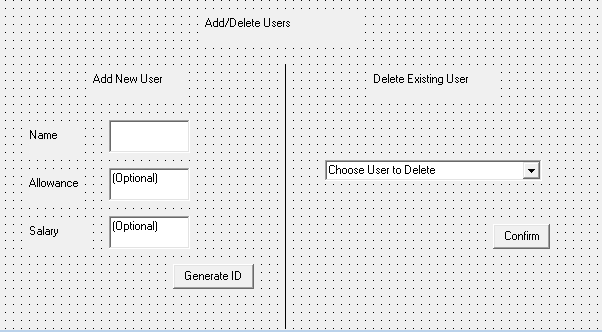 Add/Delete Users
Add New User
Name
Allowance
(Optional)
Salary
(Optional)
Generate ID
Delete Existing User
Choose User to Delete
Confirm